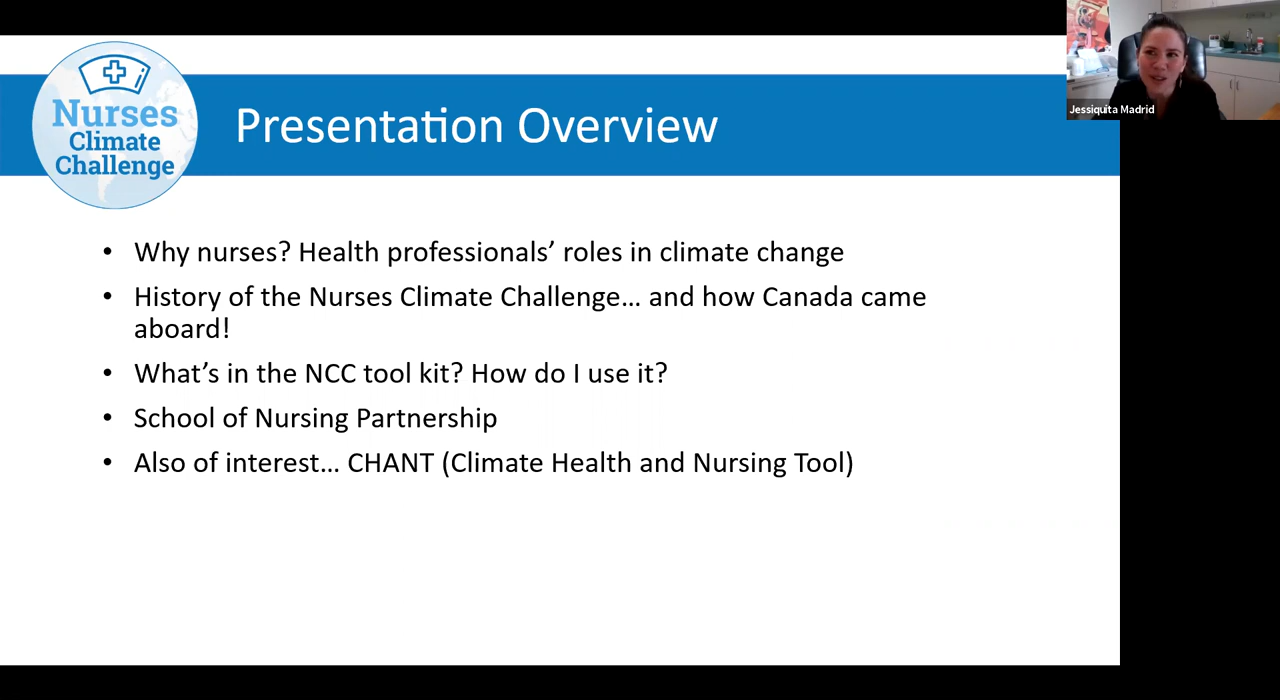 Nurses
Climate
Challenge
Presentation Overview
Jessiquita Madrid
• Why nurses? Health professionals’ roles in climate change
• History of the Nurses Climate Challenge… and how Canada came
aboard!
• What’s in the NCC tool kit? How do I use it?
• School of Nursing Partnership
• Also of interest… CHANT (Climate Health and Nursing Tool)